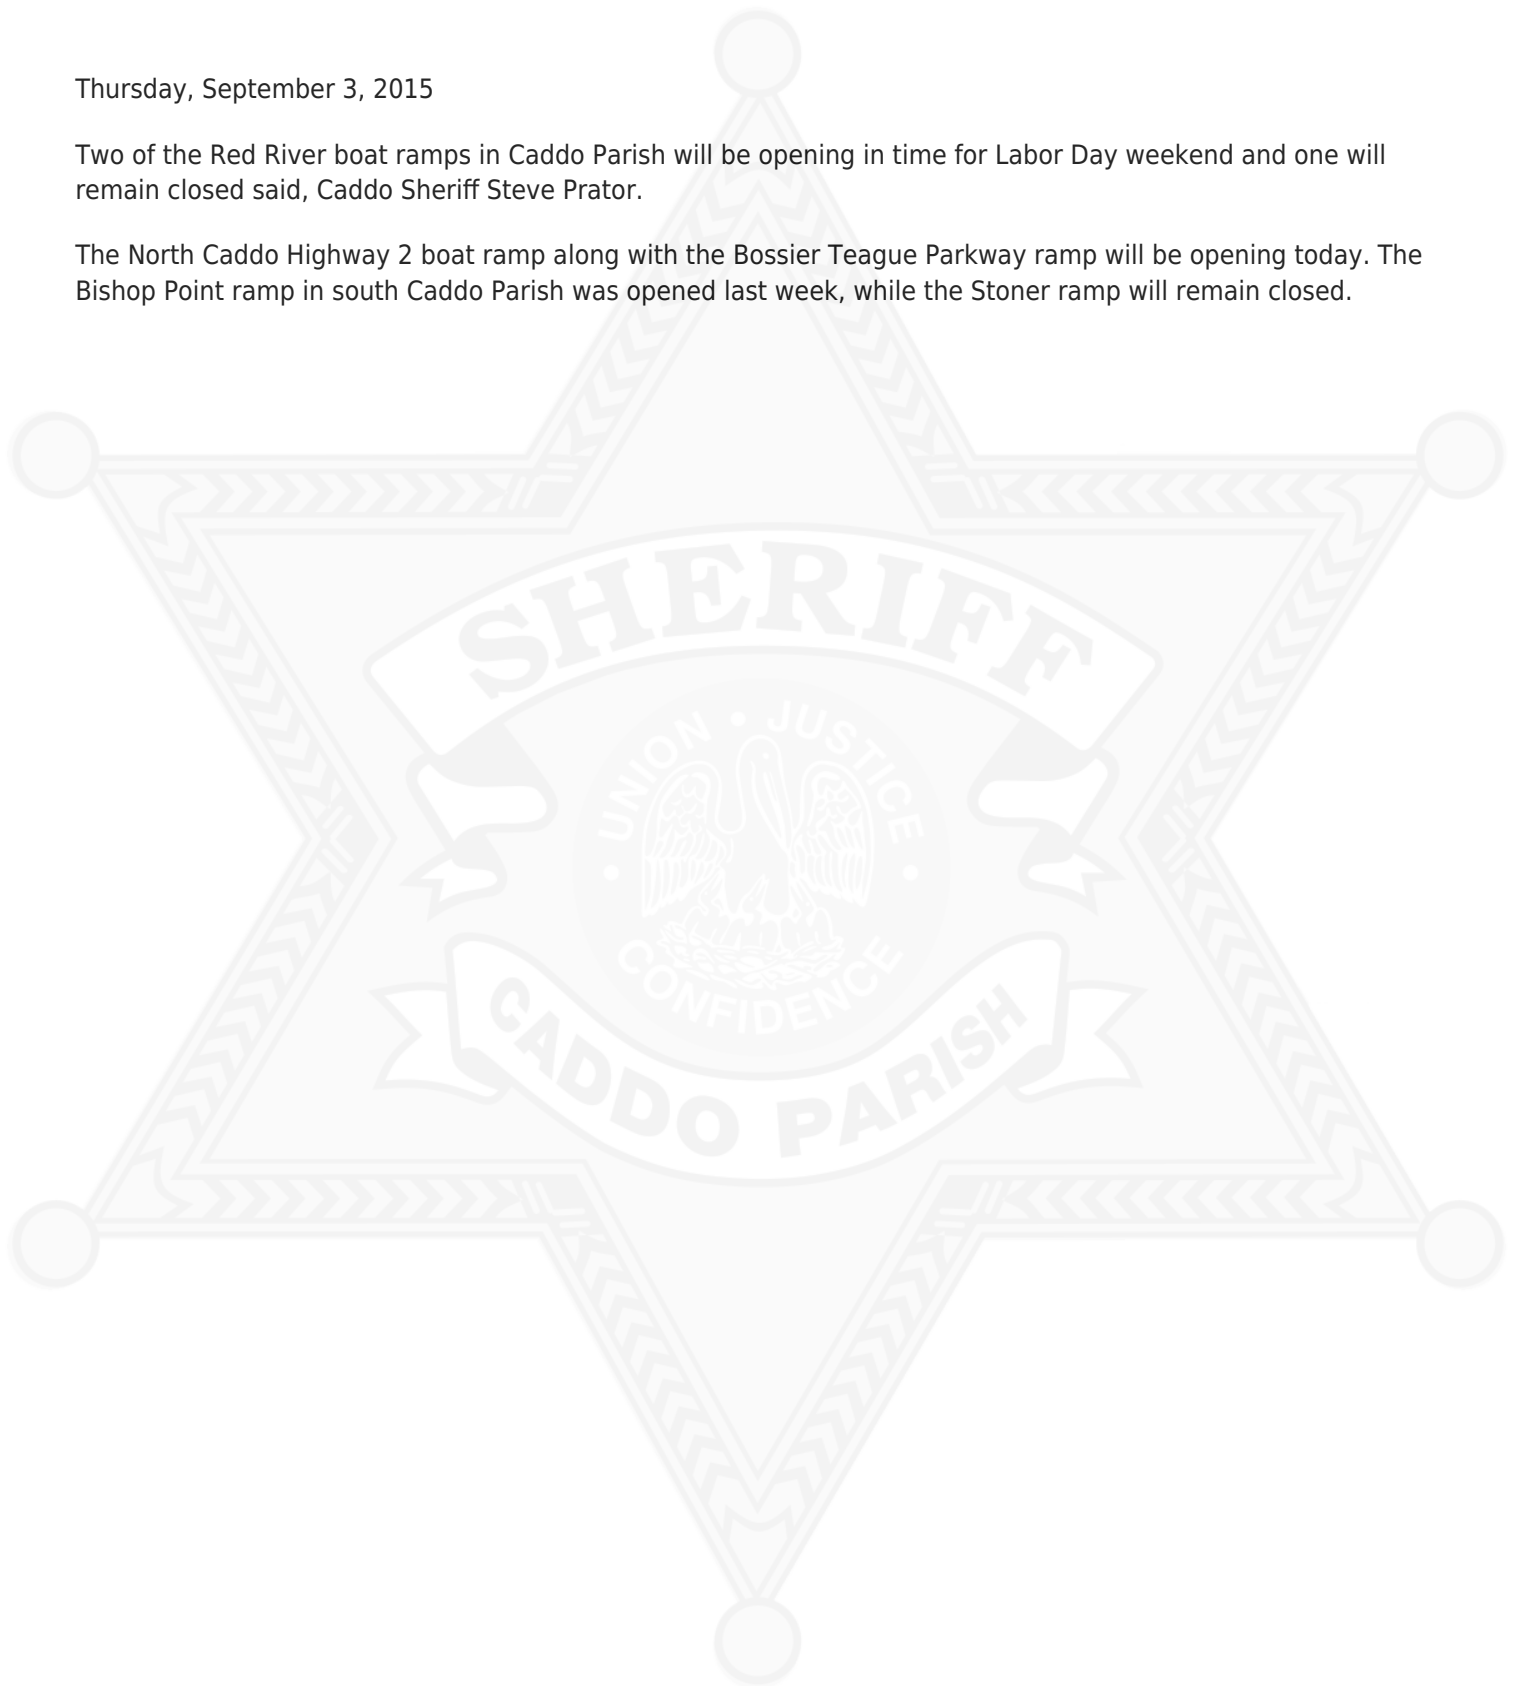 Thursday, September 3, 2015
Two of the Red River boat ramps in Caddo Parish will be opening in time for Labor Day weekend and one will
remain closed said, Caddo Sheriff Steve Prator.
The North Caddo Highway 2 boat ramp along with the Bossier Teague Parkway ramp will be opening today. The
Bishop Point ramp in south Caddo Parish was opened last week, while the Stoner ramp will remain closed.
SHERIFF
UNION • JUSTICE
• CONFIDENCE •
CADDO PARISH